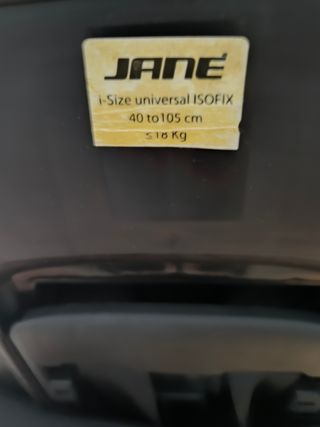 JANÉ
i-Size universal ISOFIX
40 to105 cm
≤18 Kg